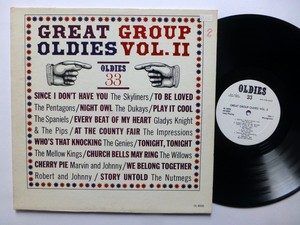 GREAT GROUP
OLDIES VOL. II
OLDIES
33
SINCE I DON'T HAVE YOU The Skyliners/TO BE LOVED
The Pentagons/NIGHT OWL The Dukays/PLAY IT COOL
The Spaniels/EVERY BEAT OF MY HEART Gladys Knight
& The Pips/AT THE COUNTY FAIR The Impressions
WHO'S THAT KNOCKING The Genies/TONIGHT, TONIGHT
The Mellow Kings/CHURCH BELLS MAY RING The Willows
CHERRY PIE Marvin and Johnny/WE BELONG TOGETHER
Robert and Johnny/STORY UNTOLD The Nutmegs
2
OLDIES
33
GREAT GROUP OLDIES VOL. II